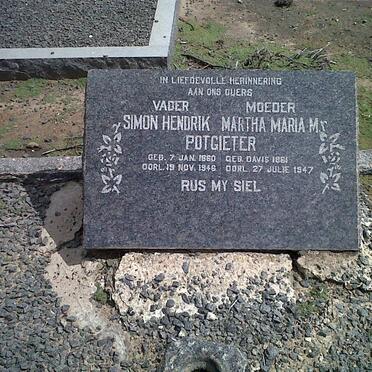 IN LIEFDEVOLLE HERINNERING
AAN ONS OUERS
VADER MOEDER
SIMON HENDRIK MARTHA MARIA M.
POTGIETER
GEB. 7 JAN. 1860 GEB. DAVIS 1861
OORL. 19 NOV. 1946 OORL. 27 JULIE 1947
RUS MY SIEL